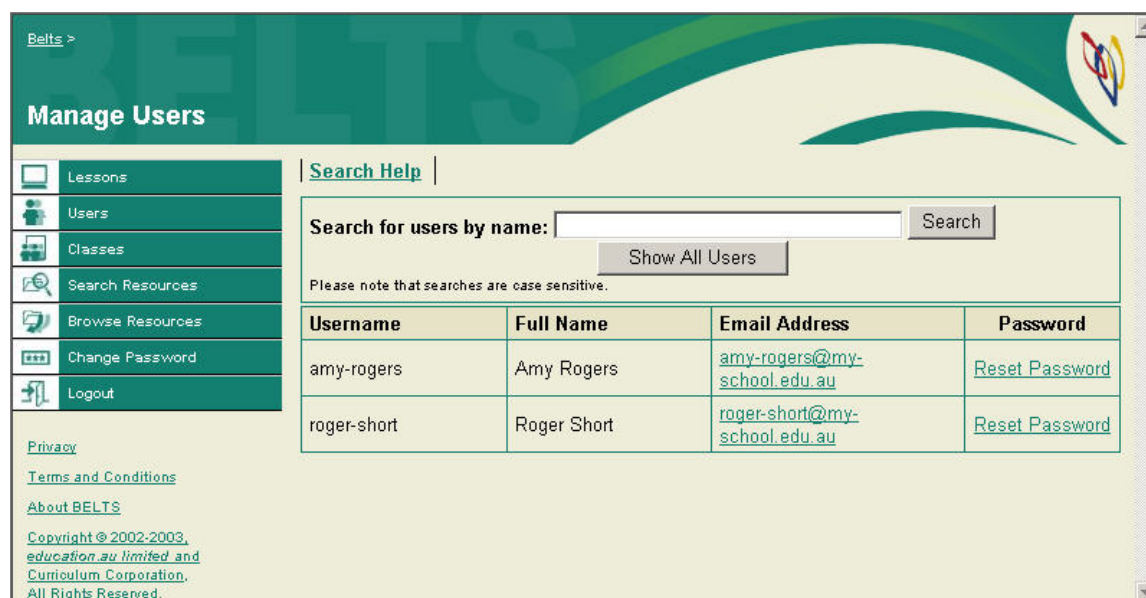 BELTS
Belts >
Manage Users
Lessons
Users
Classes
Search Resources
Browse Resources
Change Password
Logout
Privacy
Terms and Conditions
About BELTS
Copyright © 2002-2003,
education.au limited and
Curriculum Corporation,
All Rights Reserved.
Search Help
Search for users by name: Search
Show All Users
Please note that searches are case sensitive.
Username Full Name Email Address Password
amy-rogers Amy Rogers amy-rogers@my- Reset Password
school.edu.au
roger-short Roger Short roger-short@my- Reset Password
school.edu.au